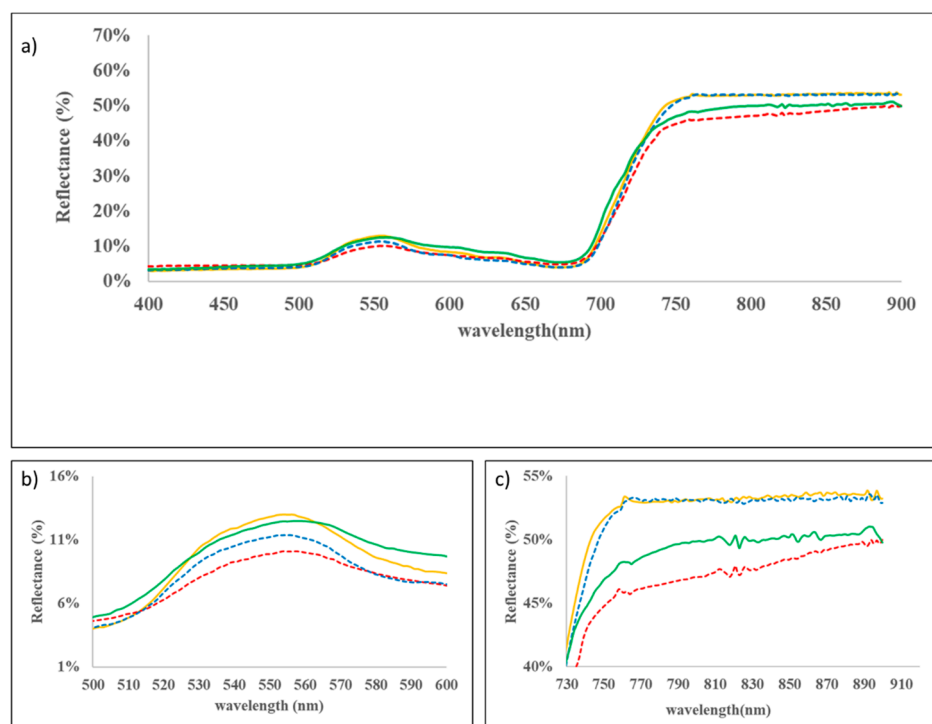 a)
70%
60%
50%
40%
30%
20%
10%
0%
Reflectance (%)
400 450 500 550 600 650 700 750 800 850 900
wavelength(nm)
b)
16%
11%
6%
1%
Reflectance (%)
500 510 520 530 540 550 560 570 580 590 600
wavelength (nm)
c)
55%
50%
45%
40%
Reflectance (%)
730 750 770 790 810 830 850 870 890 910
wavelength(nm)